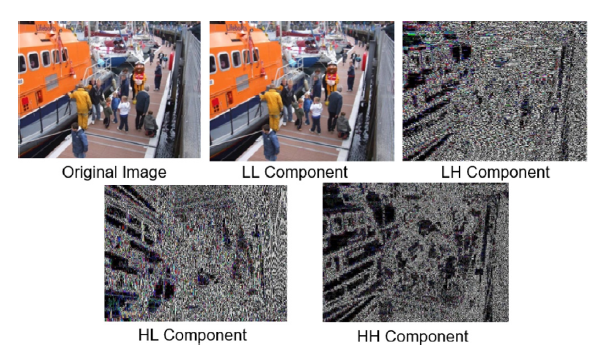 Original Image
LL Component
LH Component
HL Component
HH Component